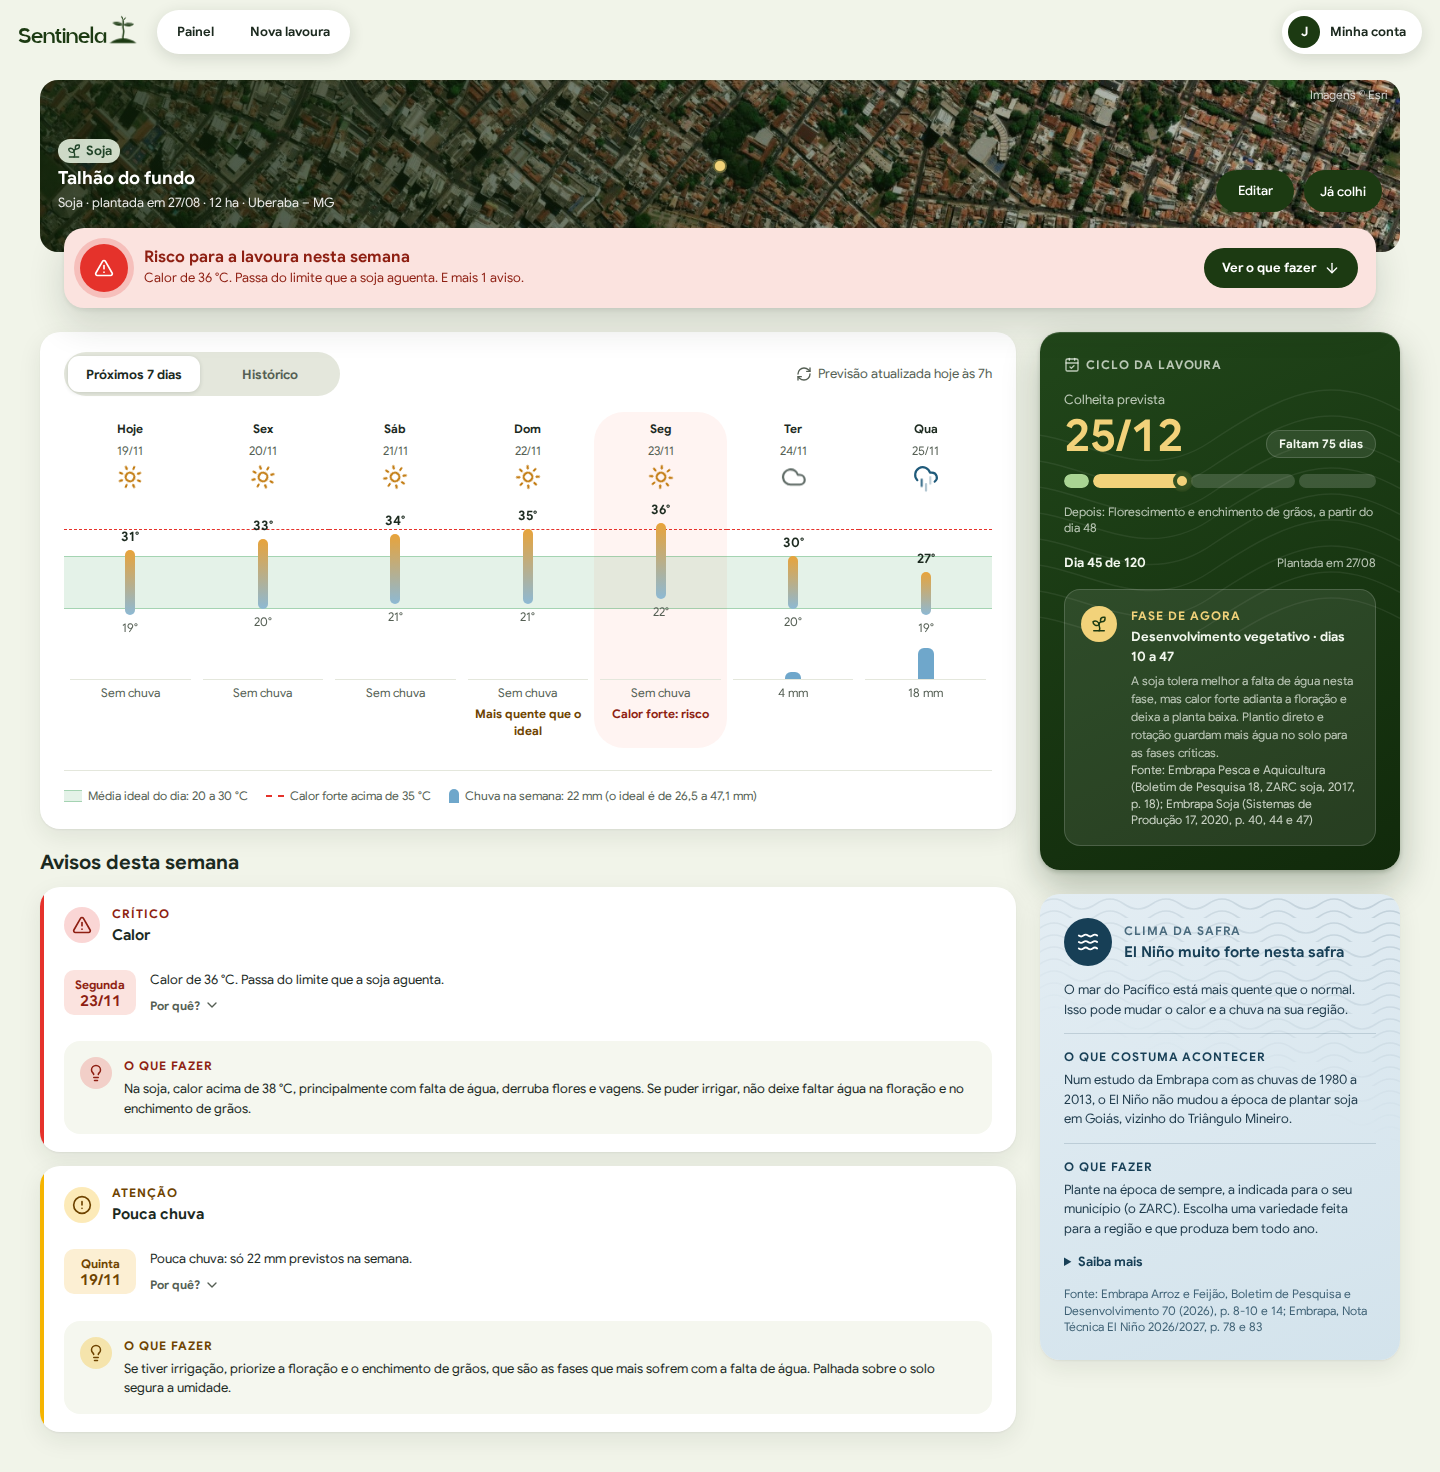 Sentinela
Painel
Nova lavoura
J
Minha conta
Imagens © Esri
Soja
Talhão do fundo
Soja · plantada em 27/08 · 12 ha · Uberaba – MG
Editar
Já colhi
Risco para a lavoura nesta semana
Calor de 36 °C. Passa do limite que a soja aguenta. E mais 1 aviso.
Ver o que fazer
Próximos 7 dias
Histórico
Previsão atualizada hoje às 7h
Hoje
Sex
Sáb
Dom
Seg
Ter
Qua
19/11
20/11
21/11
22/11
23/11
24/11
25/11
31°
33°
34°
35°
36°
30°
27°
19°
20°
21°
21°
22°
20°
19°
Sem chuva
Sem chuva
Sem chuva
Sem chuva
Sem chuva
4 mm
18 mm
Mais quente que o
ideal
Calor forte: risco
Média ideal do dia: 20 a 30 °C
Calor forte acima de 35 °C
Chuva na semana: 22 mm (o ideal é de 26,5 a 47,1 mm)
CICLO DA LAVOURA
Colheita prevista
25/12
Faltam 75 dias
Depois: Florescimento e enchimento de grãos, a partir do
dia 48
Dia 45 de 120
Plantada em 27/08
FASE DE AGORA
Desenvolvimento vegetativo · dias
10 a 47
A soja tolera melhor a falta de água nesta
fase, mas calor forte adianta a floração e
deixa a planta baixa. Plantio direto e
rotação guardam mais água no solo para
as fases críticas.
Fonte: Embrapa Pesca e Aquicultura
(Boletim de Pesquisa 18, ZARC soja, 2017,
p. 18); Embrapa Soja (Sistemas de
Produção 17, 2020, p. 40, 44 e 47)
Avisos desta semana
CRÍTICO
Calor
Segunda
23/11
Calor de 36 °C. Passa do limite que a soja aguenta.
Por quê?
O QUE FAZER
Na soja, calor acima de 38 °C, principalmente com falta de água, derruba flores e vagens. Se puder irrigar, não deixe faltar água na floração e no
enchimento de grãos.
ATENÇÃO
Pouca chuva
Quinta
19/11
Pouca chuva: só 22 mm previstos na semana.
Por quê?
O QUE FAZER
Se tiver irrigação, priorize a floração e o enchimento de grãos, que são as fases que mais sofrem com a falta de água. Palhada sobre o solo
segura a umidade.
CLIMA DA SAFRA
El Niño muito forte nesta safra
O mar do Pacífico está mais quente que o normal.
Isso pode mudar o calor e a chuva na sua região.
O QUE COSTUMA ACONTECER
Num estudo da Embrapa com as chuvas de 1980 a
2013, o El Niño não mudou a época de plantar soja
em Goiás, vizinho do Triângulo Mineiro.
O QUE FAZER
Plante na época de sempre, a indicada para o seu
município (o ZARC). Escolha uma variedade feita
para a região e que produza bem todo ano.
Saiba mais
Fonte: Embrapa Arroz e Feijão, Boletim de Pesquisa e
Desenvolvimento 70 (2026), p. 8-10 e 14; Embrapa, Nota
Técnica El Niño 2026/2027, p. 78 e 83